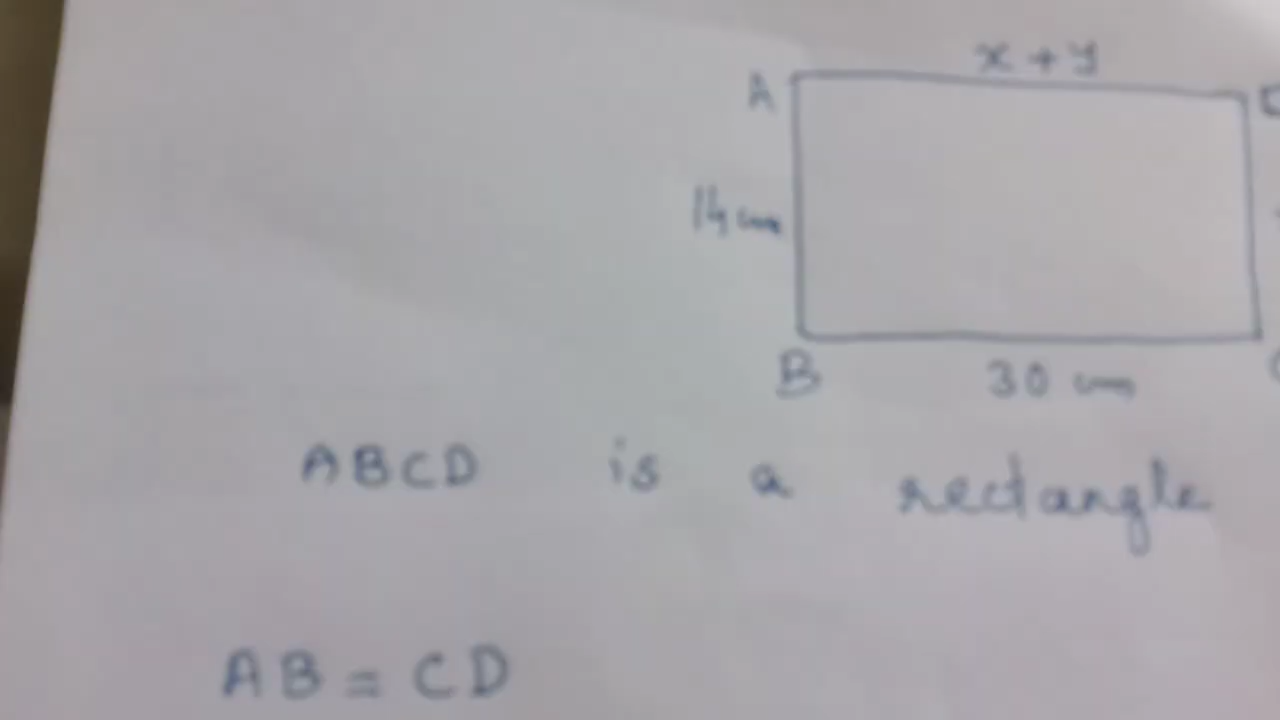 x + y
A
14 cm
B
30 cm
ABCD is a rectangle
AB = CD